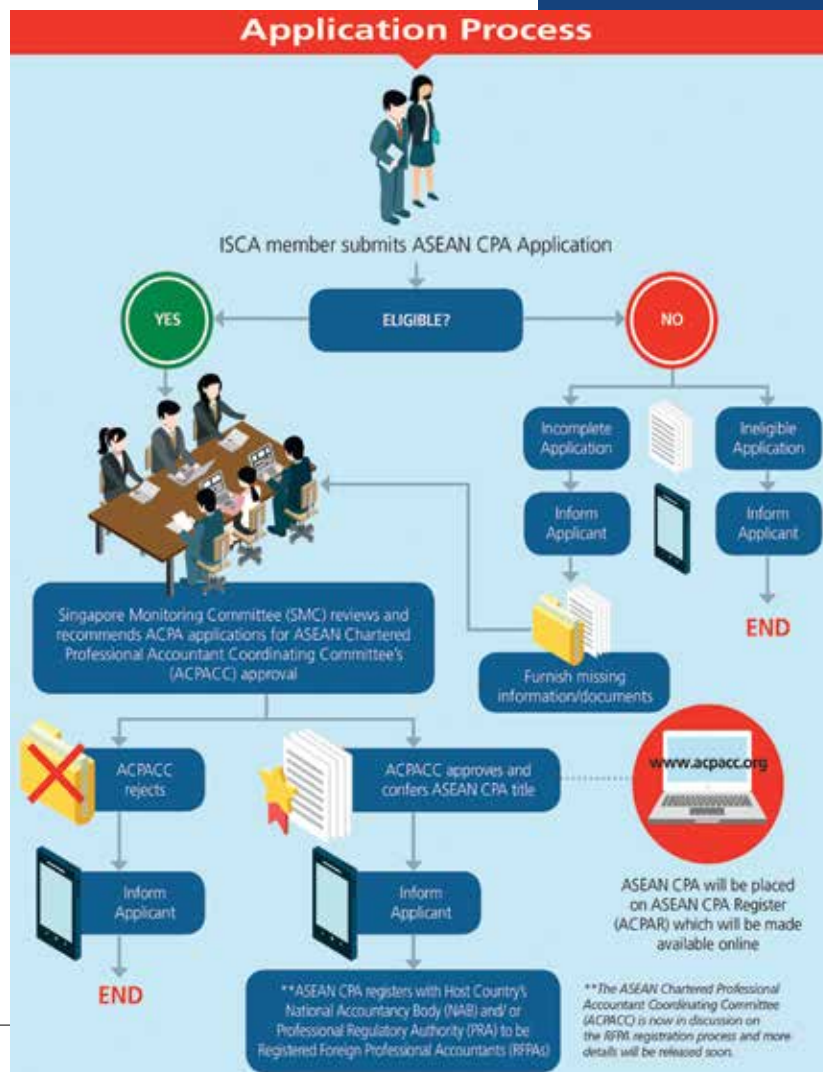 Application Process
ISCA member submits ASEAN CPA Application
YES
ELIGIBLE?
NO
Incomplete
Application
Ineligible
Application
Inform
Applicant
Inform
Applicant
END
Furnish missing
information/documents
Singapore Monitoring Committee (SMC) reviews and
recommends ACPA applications for ASEAN Chartered
Professional Accountant Coordinating Committee's
(ACPACC) approval
ACPACC
rejects
ACPACC approves and
confers ASEAN CPA title
www.acpacc.org
Inform
Applicant
Inform
Applicant
ASEAN CPA will be placed
on ASEAN CPA Register
(ACPAR) which will be made
available online
END
**ASEAN CPA registers with Host Country's
National Accountancy Body (NAB) and/ or
Professional Regulatory Authority (PRA) to be
Registered Foreign Professional Accountants (RFPAs)
**The ASEAN Chartered Professional
Accountant Coordinating Committee
(ACPACC) is now in discussion on
the RFPA registration process and more
details will be released soon.